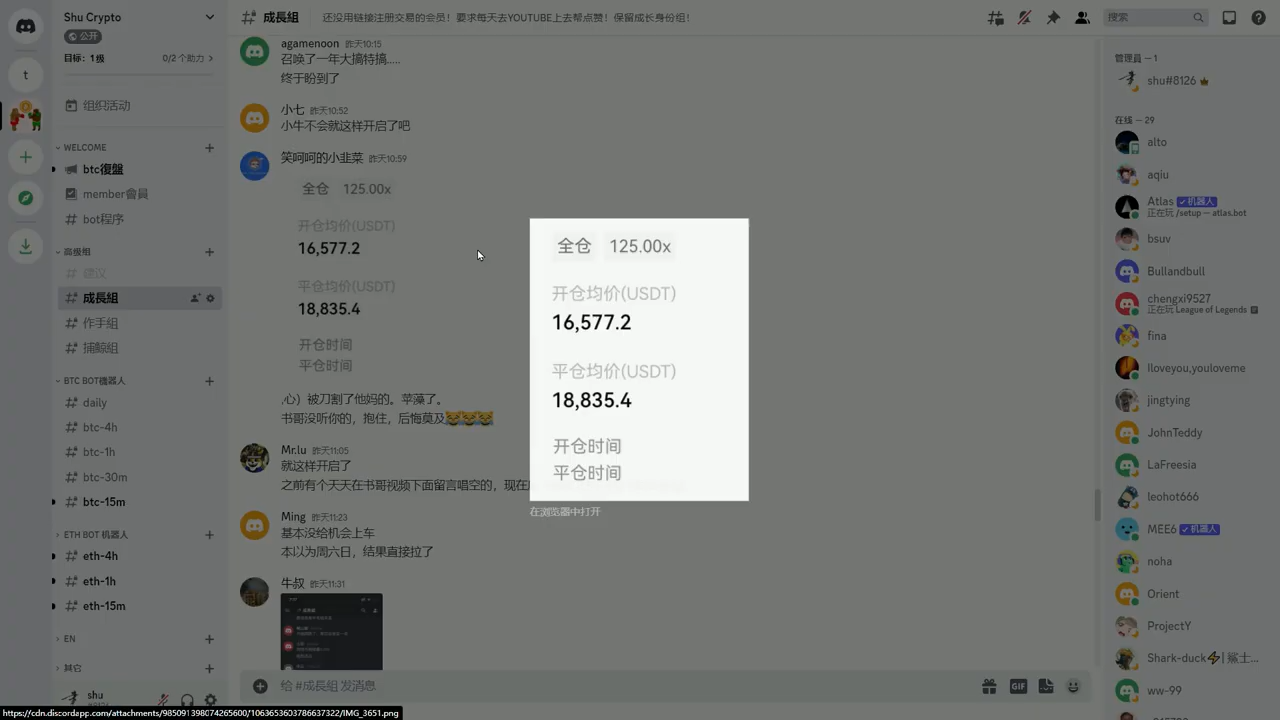 Shu Crypto
公开
目标：1级
0/2个助力
t
组织活动
WELCOME
btc復盤
member會員
bot程序
高级组
建议
成長組
作手組
捕鯨組
BTC BOT機器人
daily
btc-4h
btc-1h
btc-30m
btc-15m
ETH BOT 机器人
eth-4h
eth-1h
eth-15m
EN
其它
shu
成長組
还没用链接注册交易的会员！要求每天去YOUTUBE上去帮点赞！保留成长身份组！
搜索
agamenoon 昨天10:15
召唤了一年大搞特搞.....
终于盼到了
小七 昨天10:52
小牛不会就这样开启了吧
笑呵呵的小韭菜 昨天10:59
全仓 125.00x
开仓均价(USDT)
16,577.2
平仓均价(USDT)
18,835.4
开仓时间
平仓时间
心）被刀割了他妈的。苹藻了。
书哥没听你的，抱住，后悔莫及😹😹😹
Mr.lu 昨天11:05
就这样开启了
之前有个天天在书哥视频下面留言唱空的，现在
Ming 昨天11:23
基本没给机会上车
本以为周六日，结果直接拉了
牛叔 昨天11:31
给 #成長組 发消息
GIF
全仓 125.00x
开仓均价(USDT)
16,577.2
平仓均价(USDT)
18,835.4
开仓时间
平仓时间
在浏览器中打开
管理员 — 1
shu#8126
在线 — 29
alto
aqiu
Atlas 机器人
正在玩 /setup — atlas.bot
bsuv
Bullandbull
chengxi9527
正在玩 League of Legends
fina
Iloveyou,youloveme
jingtying
JohnTeddy
LaFreesia
leohot666
MEE6 机器人
noha
Orient
ProjectY
Shark-duck⚡| 鲨士...
ww-99
https://cdn.discordapp.com/attachments/985091398074265600/1063653603786637322/IMG_3651.png